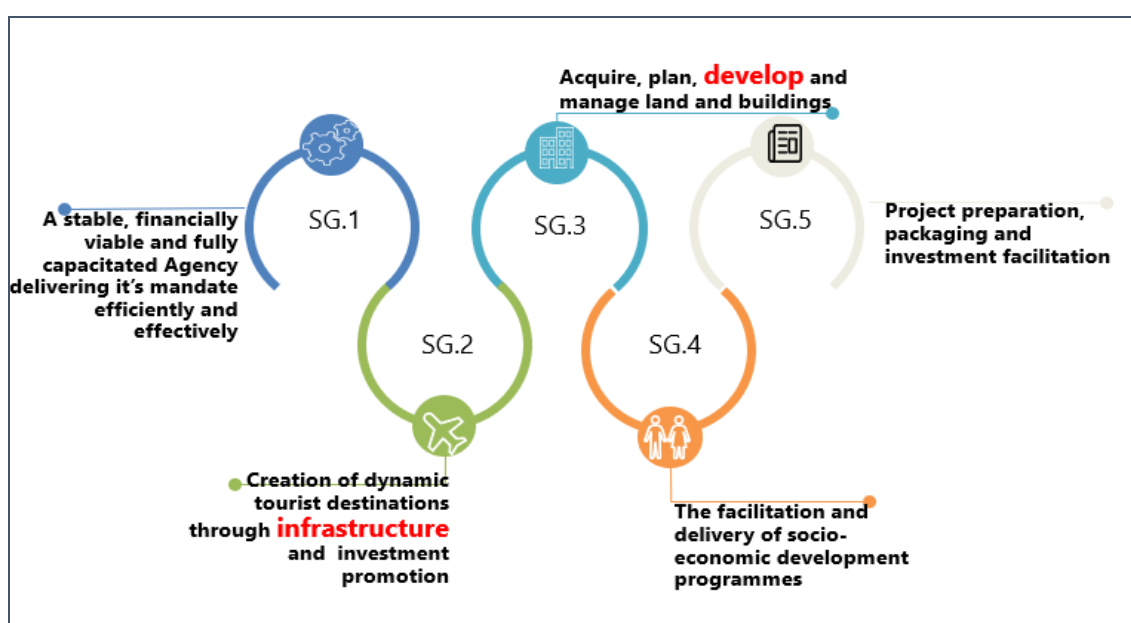 SG.1
A stable, financially
viable and fully
capacitated Agency
delivering it’s mandate
efficiently and
effectively
SG.2
Creation of dynamic
tourist destinations
through infrastructure
and investment
promotion
Acquire, plan, develop and
manage land and buildings
SG.3
SG.4
The facilitation and
delivery of socio-
economic development
programmes
SG.5
Project preparation,
packaging and
investment facilitation